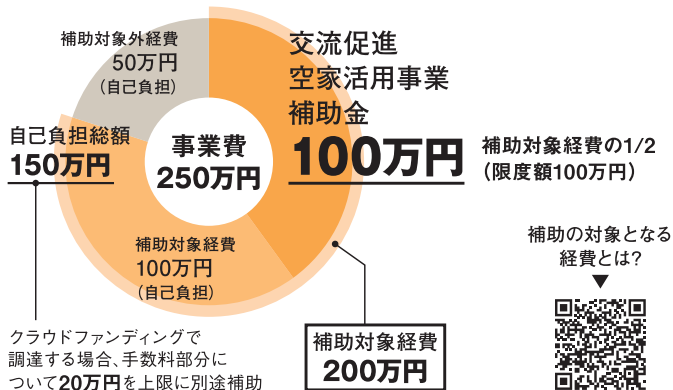 補助対象外経費
50万円
（自己負担）
交流促進
空家活用事業
補助金
100万円
補助対象経費の1/2
（限度額100万円）
自己負担総額
150万円
事業費
250万円
補助対象経費
100万円
（自己負担）
補助の対象となる
経費とは？
▼
クラウドファンディングで
調達する場合、手数料部分に
ついて20万円を上限に別途補助
補助対象経費
200万円